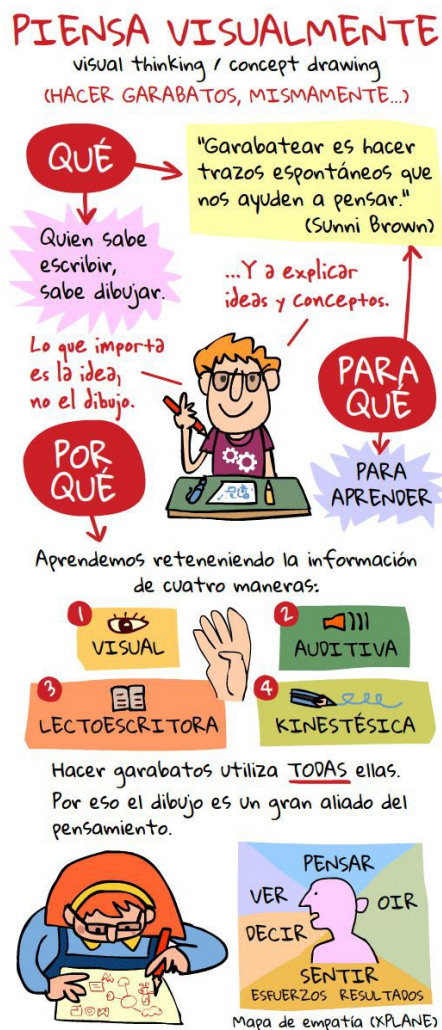 PIENSA VISUALMENTE
visual thinking / concept drawing
(HACER GARABATOS, MISMAMENTE...)
QUÉ
"Garabatear es hacer
trazos espontáneos que
nos ayuden a pensar."
(Sunni Brown)
Quien sabe
escribir,
sabe dibujar.
...Y a explicar
ideas y conceptos.
Lo que importa
es la idea,
no el dibujo.
PARA
QUÉ
POR
QUÉ
PARA
APRENDER
Aprendemos reteneniendo la información
de cuatro maneras:
1
VISUAL
2
AUDITIVA
3
LECTOESCRITORA
4
KINESTÉSICA
Hacer garabatos utiliza TODAS ellas.
Por eso el dibujo es un gran aliado del
pensamiento.
PENSAR
VER
OIR
DECIR
SENTIR
ESFUERZOS RESULTADOS
Mapa de empatía (XPLANE)